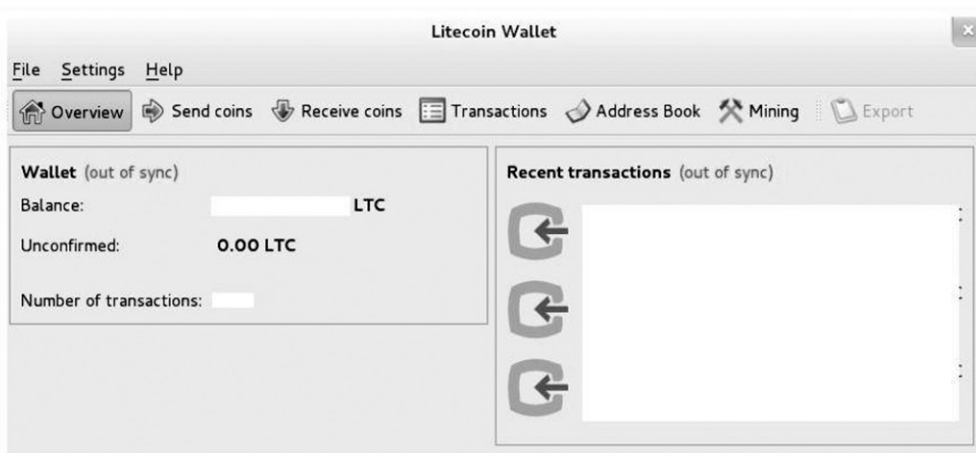 Litecoin Wallet
File Settings Help
Overview Send coins Receive coins Transactions Address Book Mining Export
Wallet (out of sync)
Balance: LTC
Unconfirmed: 0.00 LTC
Number of transactions:
Recent transactions (out of sync)